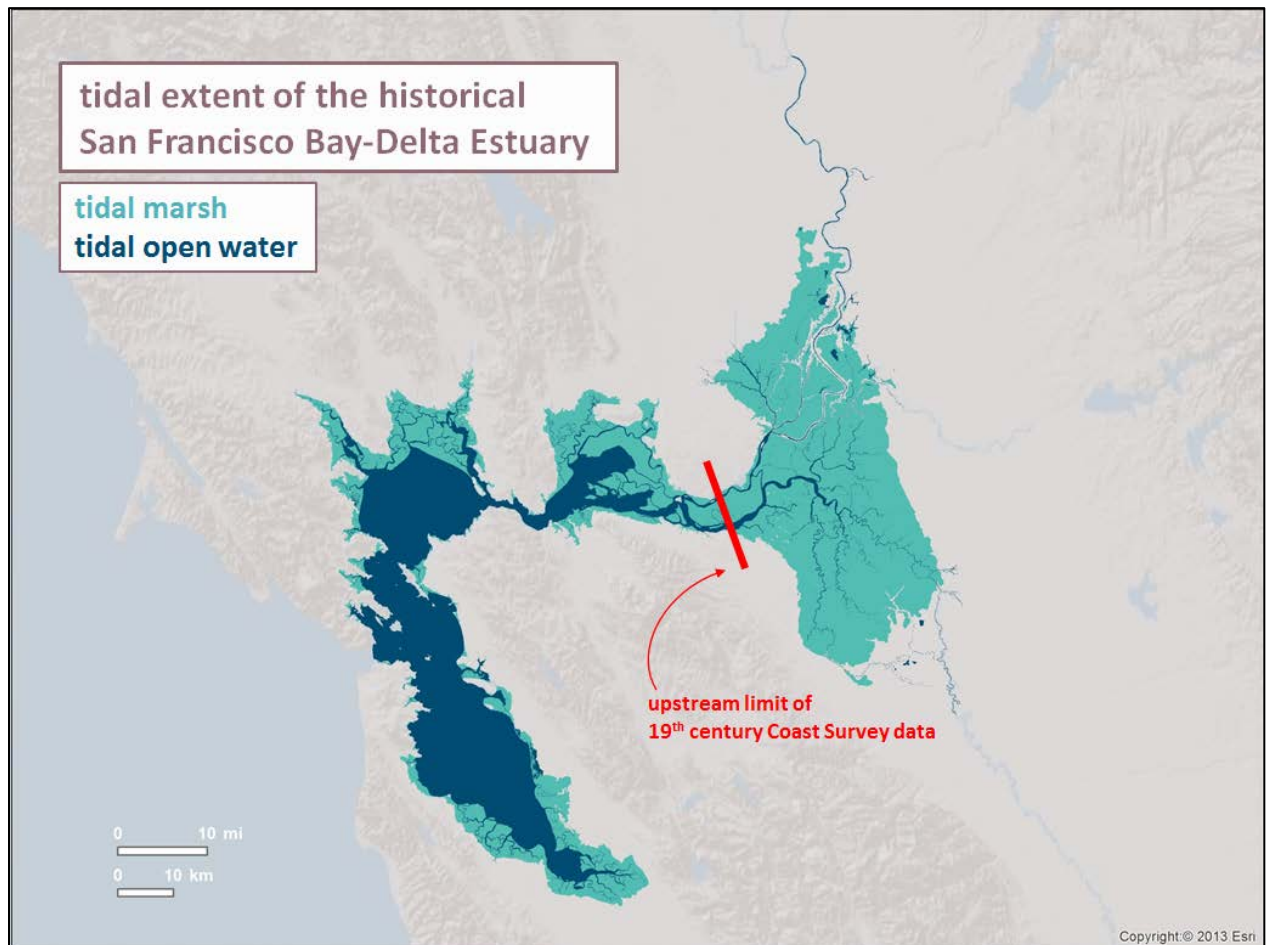 tidal extent of the historical
San Francisco Bay-Delta Estuary
tidal marsh
tidal open water
upstream limit of
19th century Coast Survey data
0 10 mi
0 10 km
Copyright:© 2013 Esri